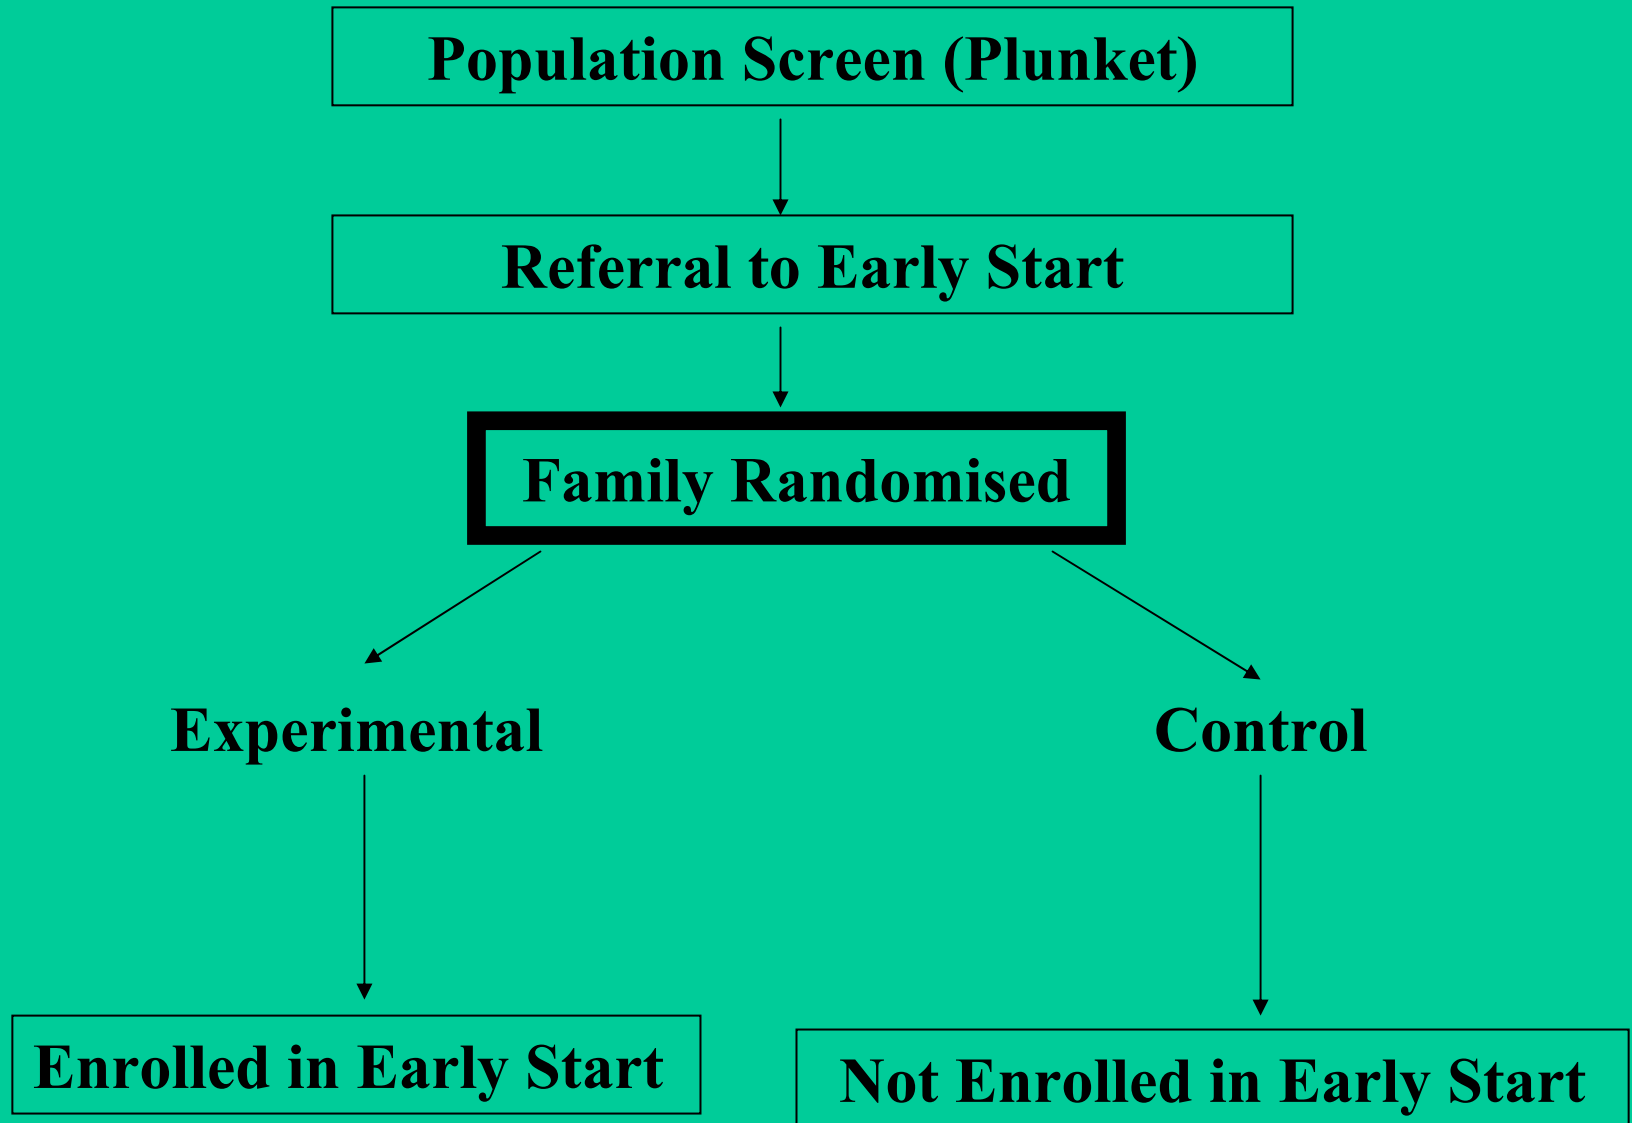 Population Screen (Plunket)
Referral to Early Start
Family Randomised
Experimental
Control
Enrolled in Early Start
Not Enrolled in Early Start